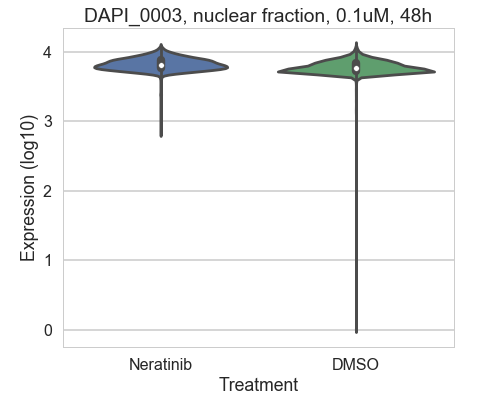 DAPI_0003, nuclear fraction, 0.1uM, 48h
4
3
2
1
0
Expression (log10)
Neratinib DMSO
Treatment